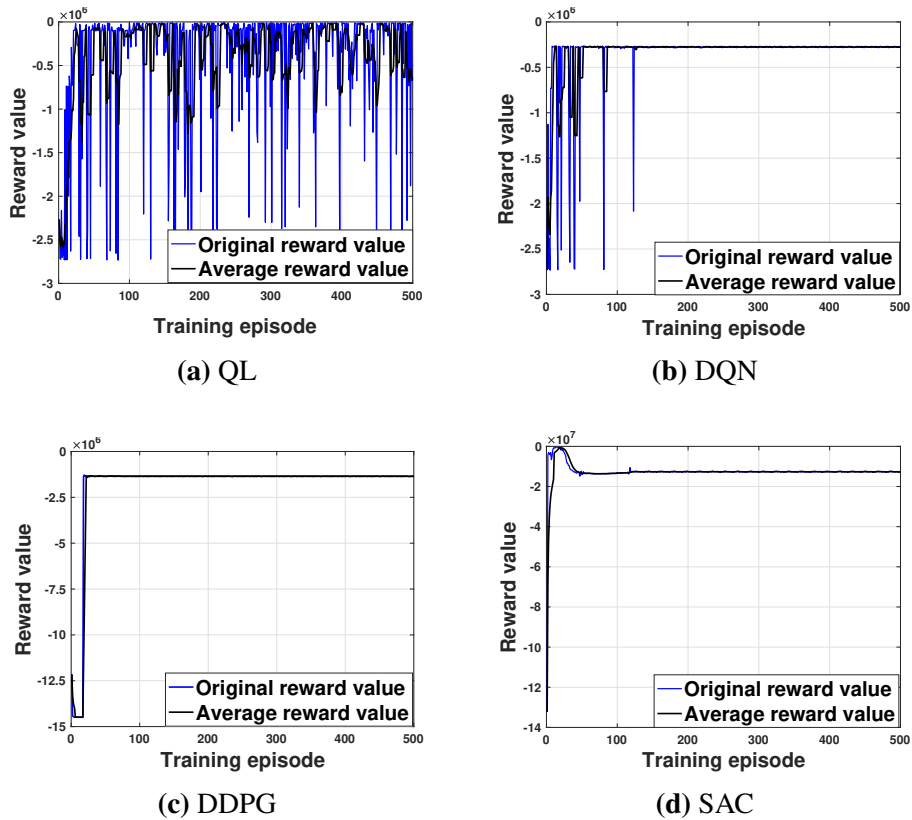 ×10⁶
0
-0.5
-1
-1.5
-2
-2.5
-3
0 100 200 300 400 500
Reward value
Training episode
Original reward value
Average reward value
(a) QL
×10⁶
0
-0.5
-1
-1.5
-2
-2.5
-3
0 100 200 300 400 500
Reward value
Training episode
Original reward value
Average reward value
(b) DQN
×10⁶
0
-2.5
-5
-7.5
-10
-12.5
-15
0 100 200 300 400 500
Reward value
Training episode
Original reward value
Average reward value
(c) DDPG
×10⁷
0
-2
-4
-6
-8
-10
-12
-14
0 100 200 300 400 500
Reward value
Training episode
Original reward value
Average reward value
(d) SAC